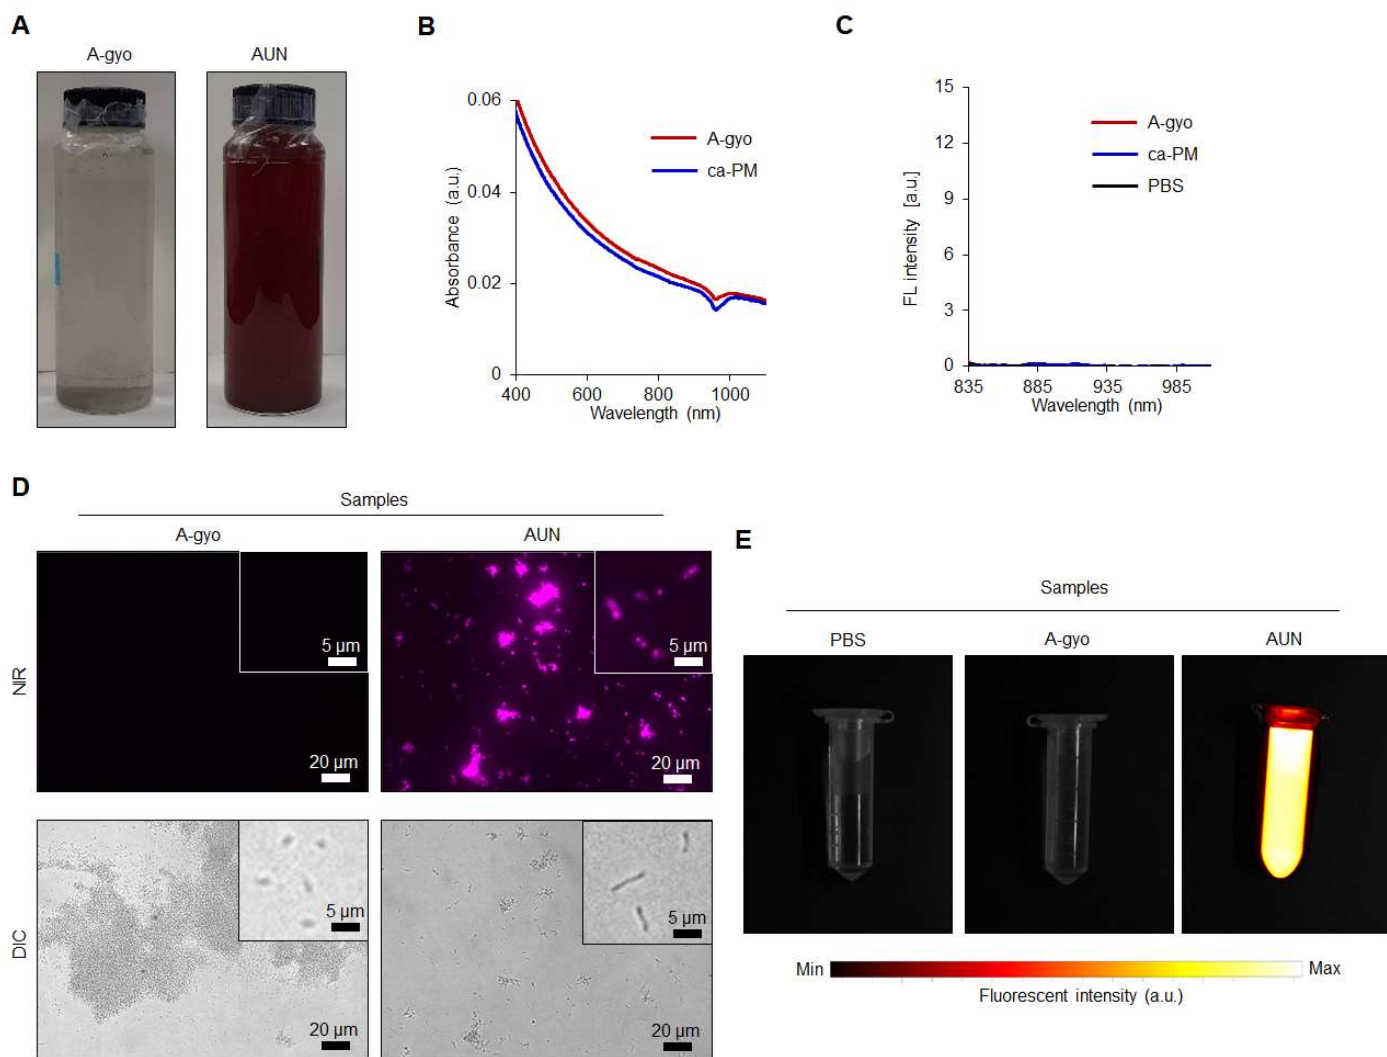 A
A-gyo
AUN
B
0.06
0.04
0.02
0
400
600
800
1000
Absorbance (a.u.)
Wavelength (nm)
A-gyo
ca-PM
C
15
12
9
6
3
0
835
885
935
985
FL intensity [a.u.]
Wavelength (nm)
A-gyo
ca-PM
PBS
D
Samples
A-gyo
AUN
NIR
5 µm
20 µm
5 µm
20 µm
DIC
5 µm
20 µm
5 µm
20 µm
E
Samples
PBS
A-gyo
AUN
Min
Max
Fluorescent intensity (a.u.)